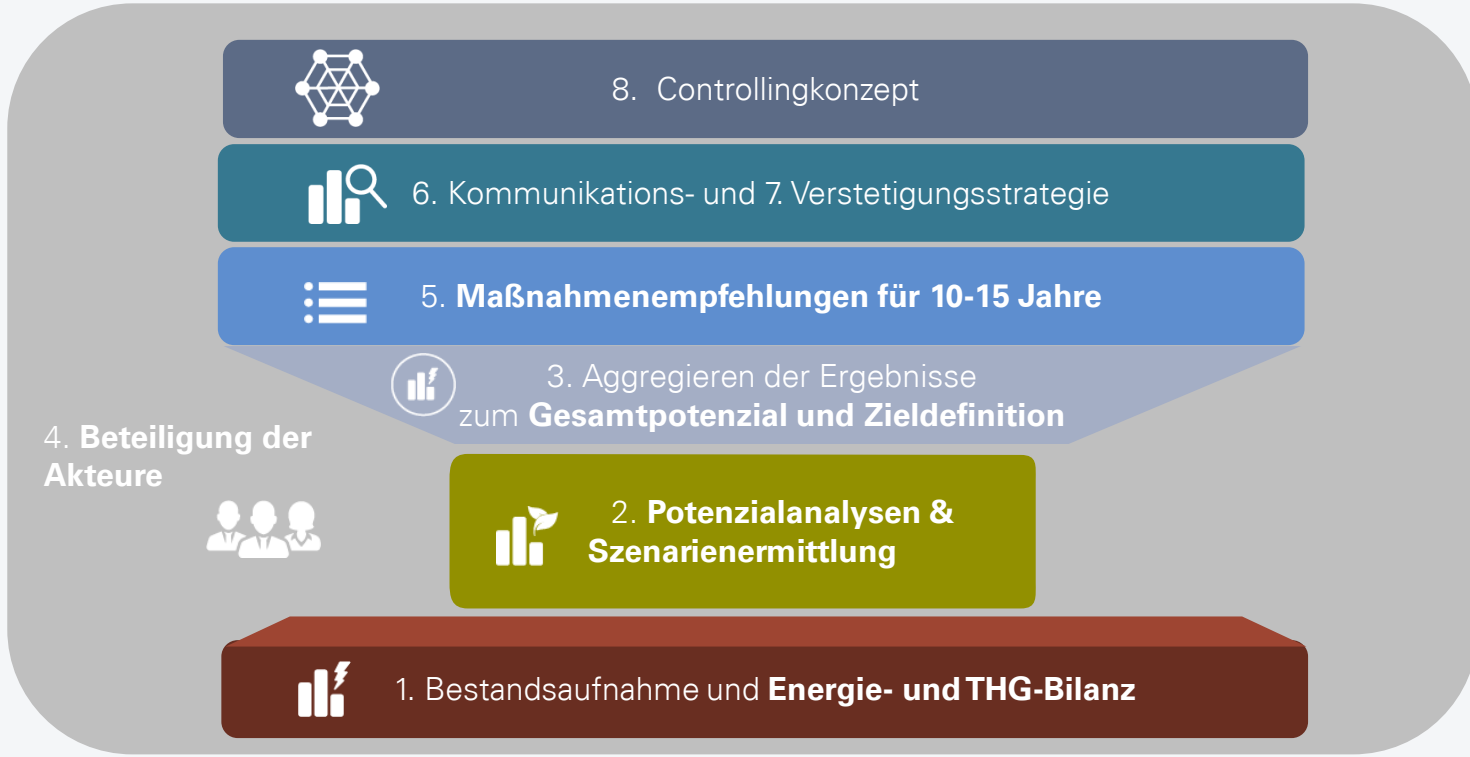 8. Controllingkonzept
6. Kommunikations- und 7. Verstetigungsstrategie
5. Maßnahmenempfehlungen für 10-15 Jahre
3. Aggregieren der Ergebnisse
zum Gesamtpotenzial und Zieldefinition
4. Beteiligung der
Akteure
2. Potenzialanalysen &
Szenarienermittlung
1. Bestandsaufnahme und Energie- und THG-Bilanz